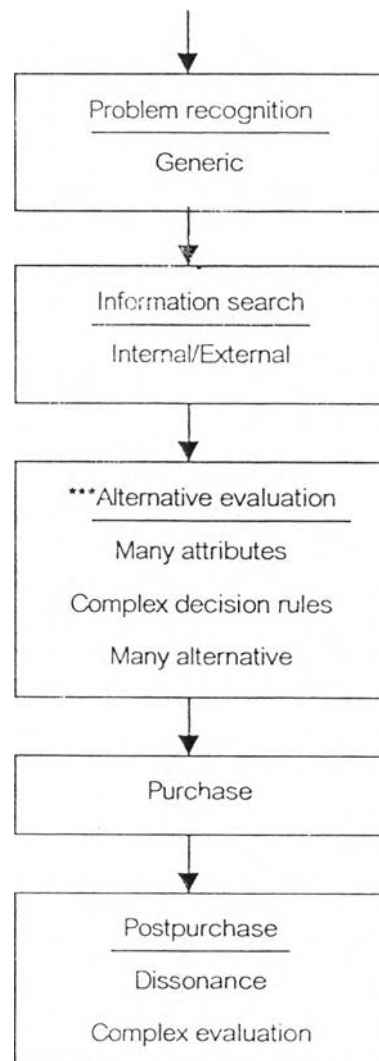 Problem recognition
Generic
Information search
Internal/External
***Alternative evaluation
Many attributes
Complex decision rules
Many alternative
Purchase
Postpurchase
Dissonance
Complex evaluation